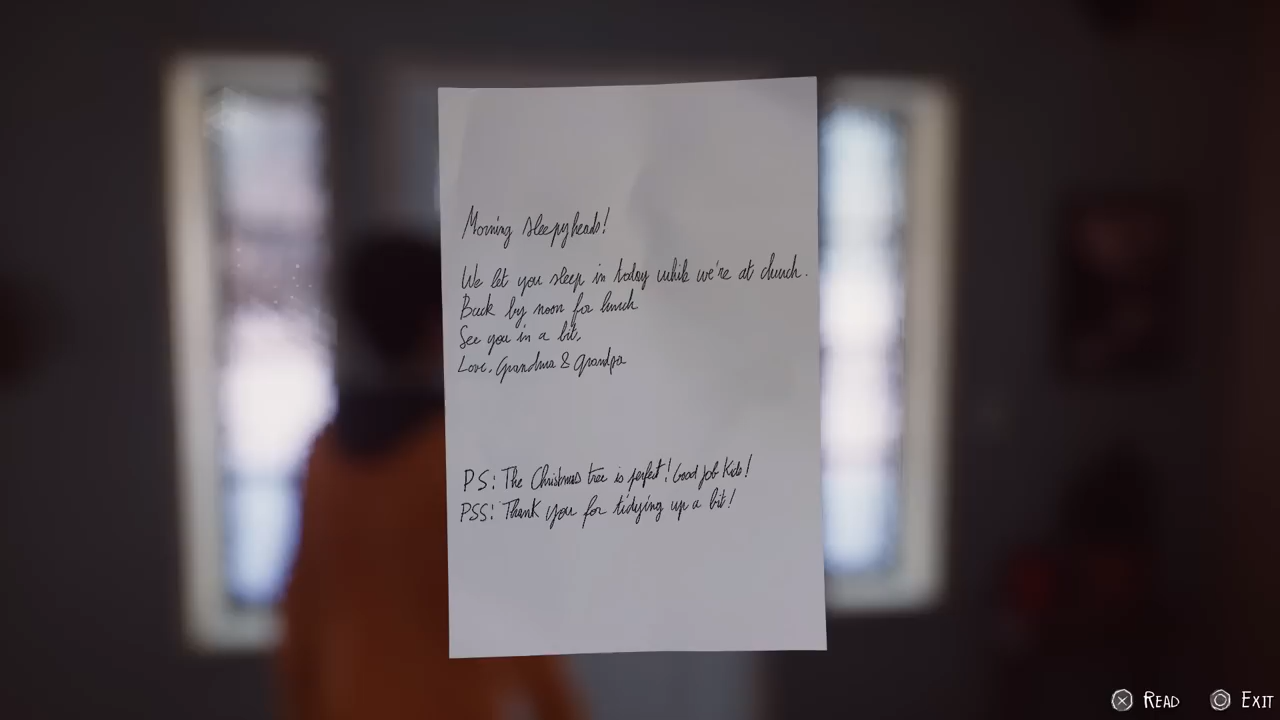 Morning Sleepyheads!
We let you sleep in today while we're at church.
Back by noon for lunch
See you in a bit,
Love, Grandma & Grandpa
PS: The Christmas tree is perfect! Good job Kids!
PSS: Thank you for tidying up a bit!
READ EXIT